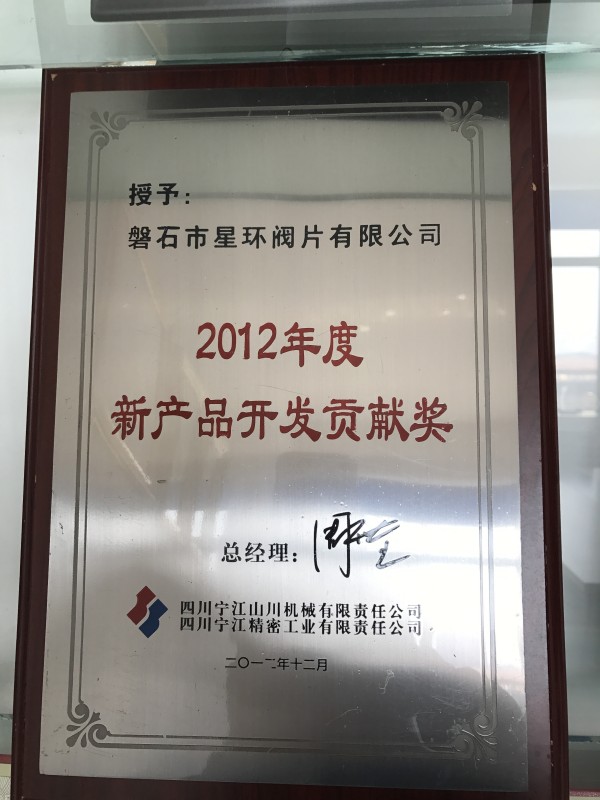 授予：
磐石市星环阀片有限公司
2012年度
新产品开发贡献奖
总经理：
四川宁江山川机械有限责任公司
四川宁江精密工业有限责任公司
二〇一二年十二月